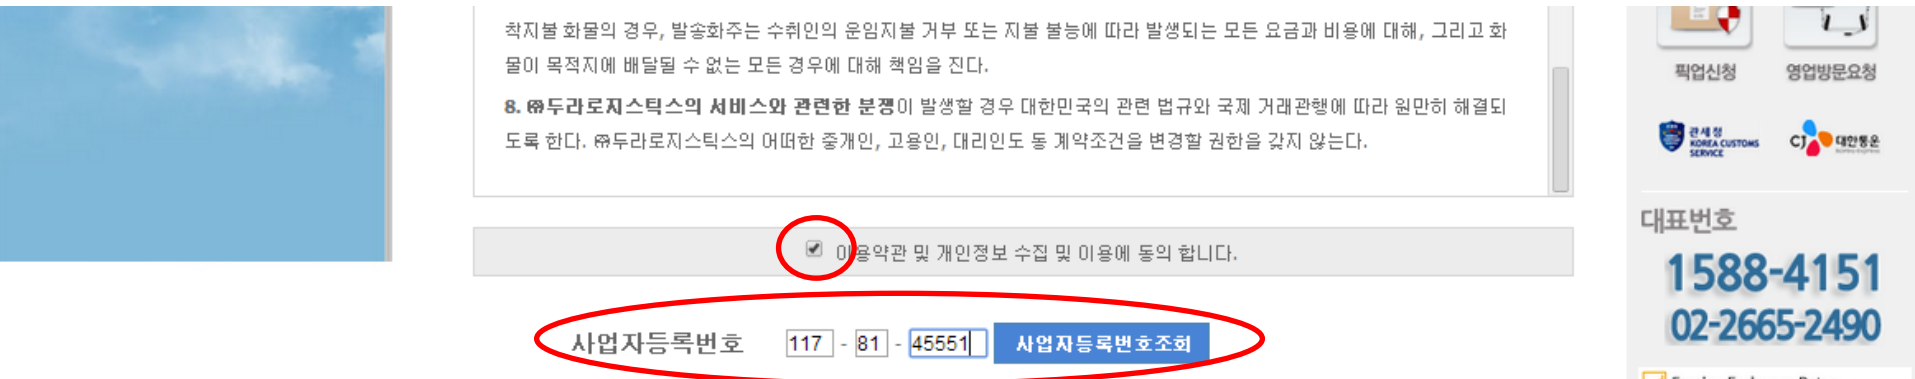 착지불 화물의 경우, 발송화주는 수취인의 운임지불 거부 또는 지불 불능에 따라 발생되는 모든 요금과 비용에 대해, 그리고 화
물이 목적지에 배달될 수 없는 모든 경우에 대해 책임을 진다.
8. ㈜두라로지스틱스의 서비스와 관련한 분쟁이 발생할 경우 대한민국의 관련 법규와 국제 거래관행에 따라 원만히 해결되
도록 한다. ㈜두라로지스틱스의 어떠한 중개인, 고용인, 대리인도 동 계약조건을 변경할 권한을 갖지 않는다.
이용약관 및 개인정보 수집 및 이용에 동의 합니다.
사업자등록번호 117 - 81 - 45551 사업자등록번호조회
픽업신청 영업방문요청
관세청
KOREA CUSTOMS
SERVICE
CJ 대한통운
대표번호
1588-4151
02-2665-2490